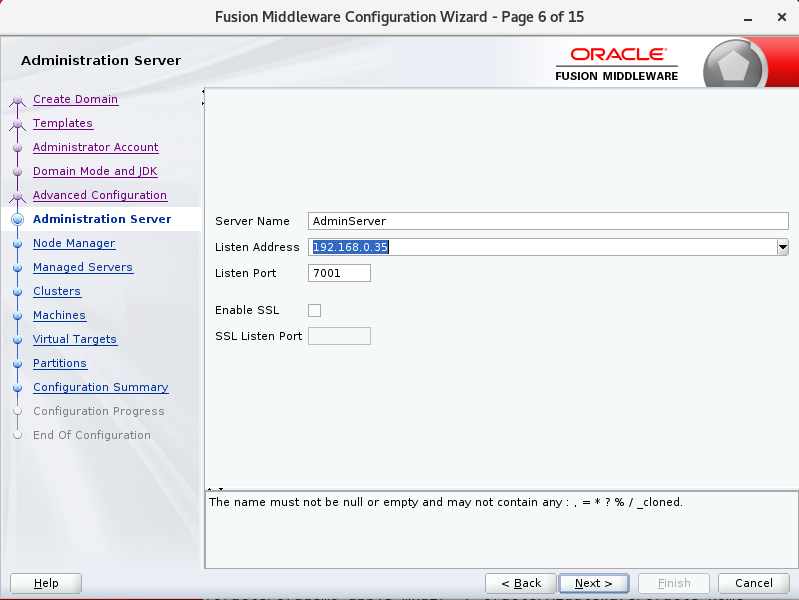 Fusion Middleware Configuration Wizard - Page 6 of 15
Administration Server
ORACLE
FUSION MIDDLEWARE
Create Domain
Templates
Administrator Account
Domain Mode and JDK
Advanced Configuration
Administration Server
Node Manager
Managed Servers
Clusters
Machines
Virtual Targets
Partitions
Configuration Summary
Configuration Progress
End Of Configuration
Server Name AdminServer
Listen Address 192.168.0.35
Listen Port 7001
Enable SSL
SSL Listen Port
The name must not be null or empty and may not contain any : , = * ? % / _cloned.
Help < Back Next > Finish Cancel